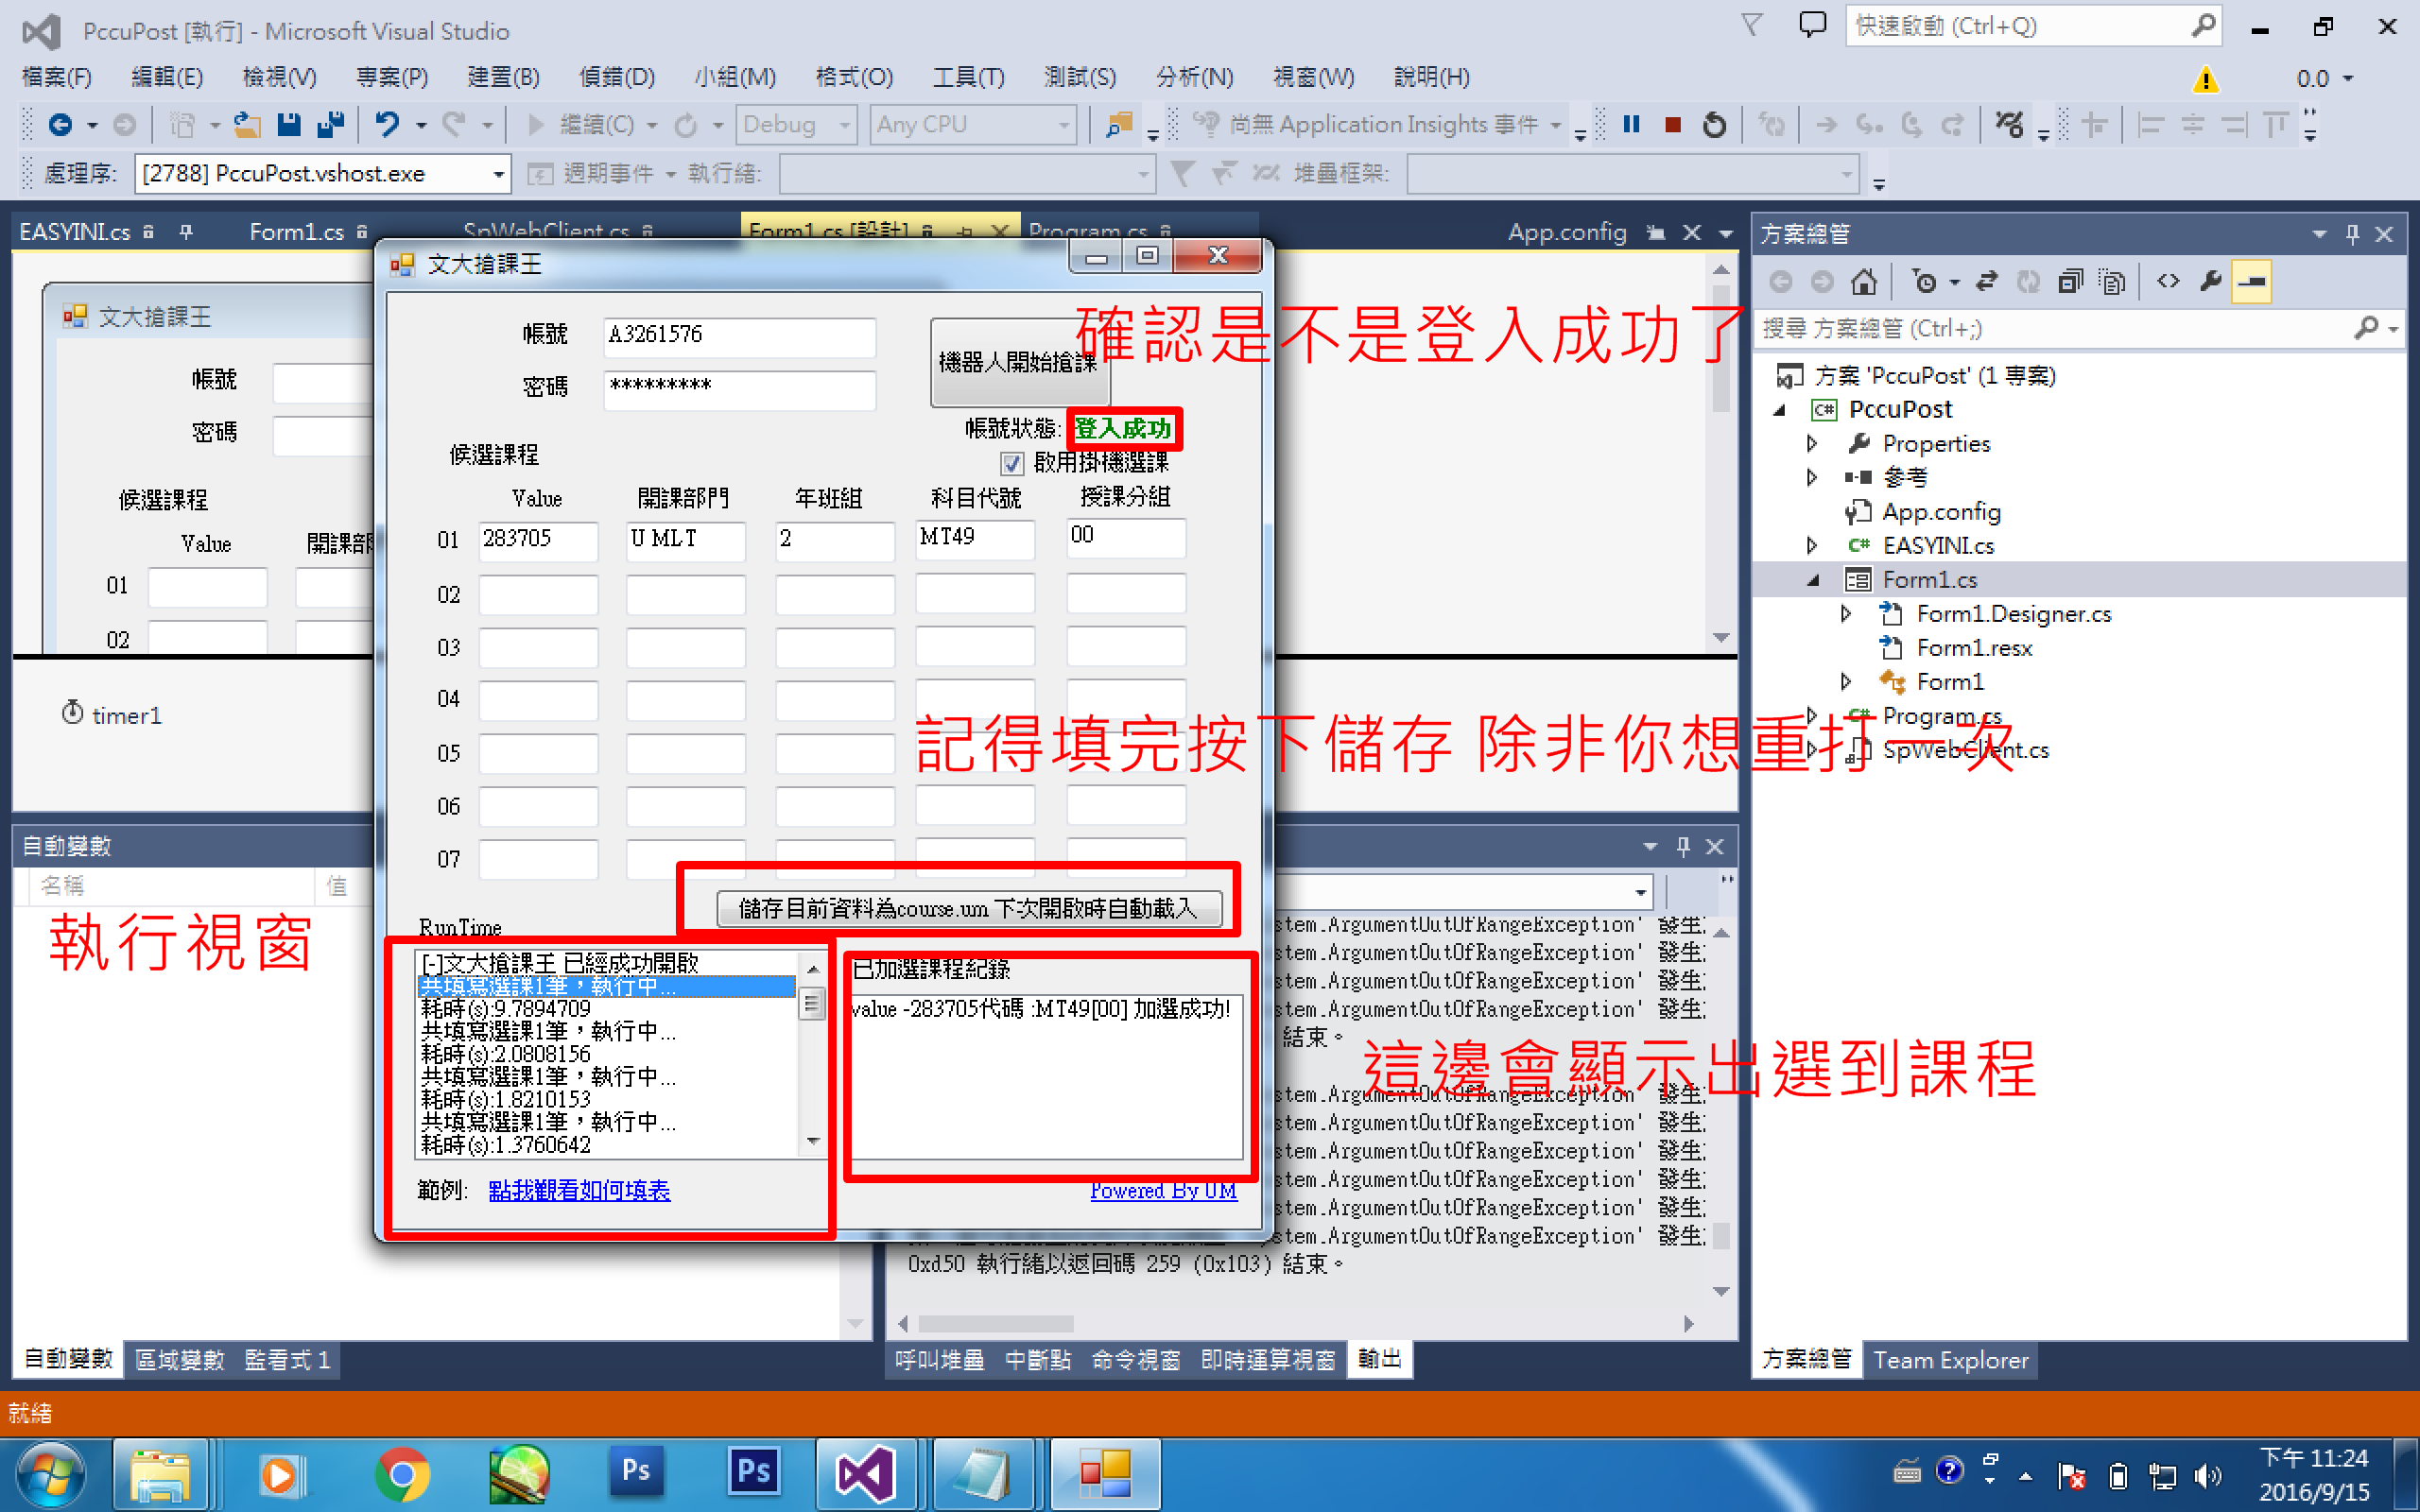 PccuPost [執行] - Microsoft Visual Studio
快速啟動 (Ctrl+Q)
檔案(F) 編輯(E) 檢視(V) 專案(P) 建置(B) 偵錯(D) 小組(M) 格式(O) 工具(T) 測試(S) 分析(N) 視窗(W) 說明(H)
0.0
繼續(C) Debug Any CPU 尚無 Application Insights 事件
處理序: [2788] PccuPost.vshost.exe 週期事件 執行緒: 堆疊框架:
EASYINI.cs Form1.cs SpWebClient.cs Form1.cs [設計] Program.cs App.config
文大搶課王
帳號
密碼
候選課程
Value 開課部
01
02
timer1
文大搶課王
帳號 A3261576
密碼 *********
機器人開始搶課
確認是不是登入成功了
帳號狀態: 登入成功
候選課程
啟用掛機選課
Value 開課部門 年班組 科目代號 授課分組
01 283705 U MLT 2 MT49 00
02
03
04
05
06
07
記得填完按下儲存 除非你想重打一次
儲存目前資料為course.um 下次開啟時自動載入
RunTime
[-]文大搶課王 已經成功開啟
共填寫選課1筆，執行中...
耗時(s):9.7894709
共填寫選課1筆，執行中...
耗時(s):2.0808156
共填寫選課1筆，執行中...
耗時(s):1.8210153
共填寫選課1筆，執行中...
耗時(s):1.3760642
已加選課程紀錄
value -283705代碼 :MT49[00] 加選成功!
範例: 點我觀看如何填表
Powered By UM
執行視窗
這邊會顯示出選到課程
自動變數
名稱 值
stem.ArgumentOutOfRangeException' 發生
stem.ArgumentOutOfRangeException' 發生
stem.ArgumentOutOfRangeException' 發生
stem.ArgumentOutOfRangeException' 發生
結束。
stem.ArgumentOutOfRangeException' 發生
stem.ArgumentOutOfRangeException' 發生
stem.ArgumentOutOfRangeException' 發生
stem.ArgumentOutOfRangeException' 發生
stem.ArgumentOutOfRangeException' 發生
stem.ArgumentOutOfRangeException' 發生
0xd50 執行緒以返回碼 259 (0x103) 結束。
方案總管
搜尋 方案總管 (Ctrl+;)
方案 'PccuPost' (1 專案)
PccuPost
Properties
參考
App.config
EASYINI.cs
Form1.cs
Form1.Designer.cs
Form1.resx
Form1
Program.cs
SpWebClient.cs
自動變數 區域變數 監看式 1
呼叫堆疊 中斷點 命令視窗 即時運算視窗 輸出
方案總管 Team Explorer
就緒
Ps Ps
下午 11:24
2016/9/15